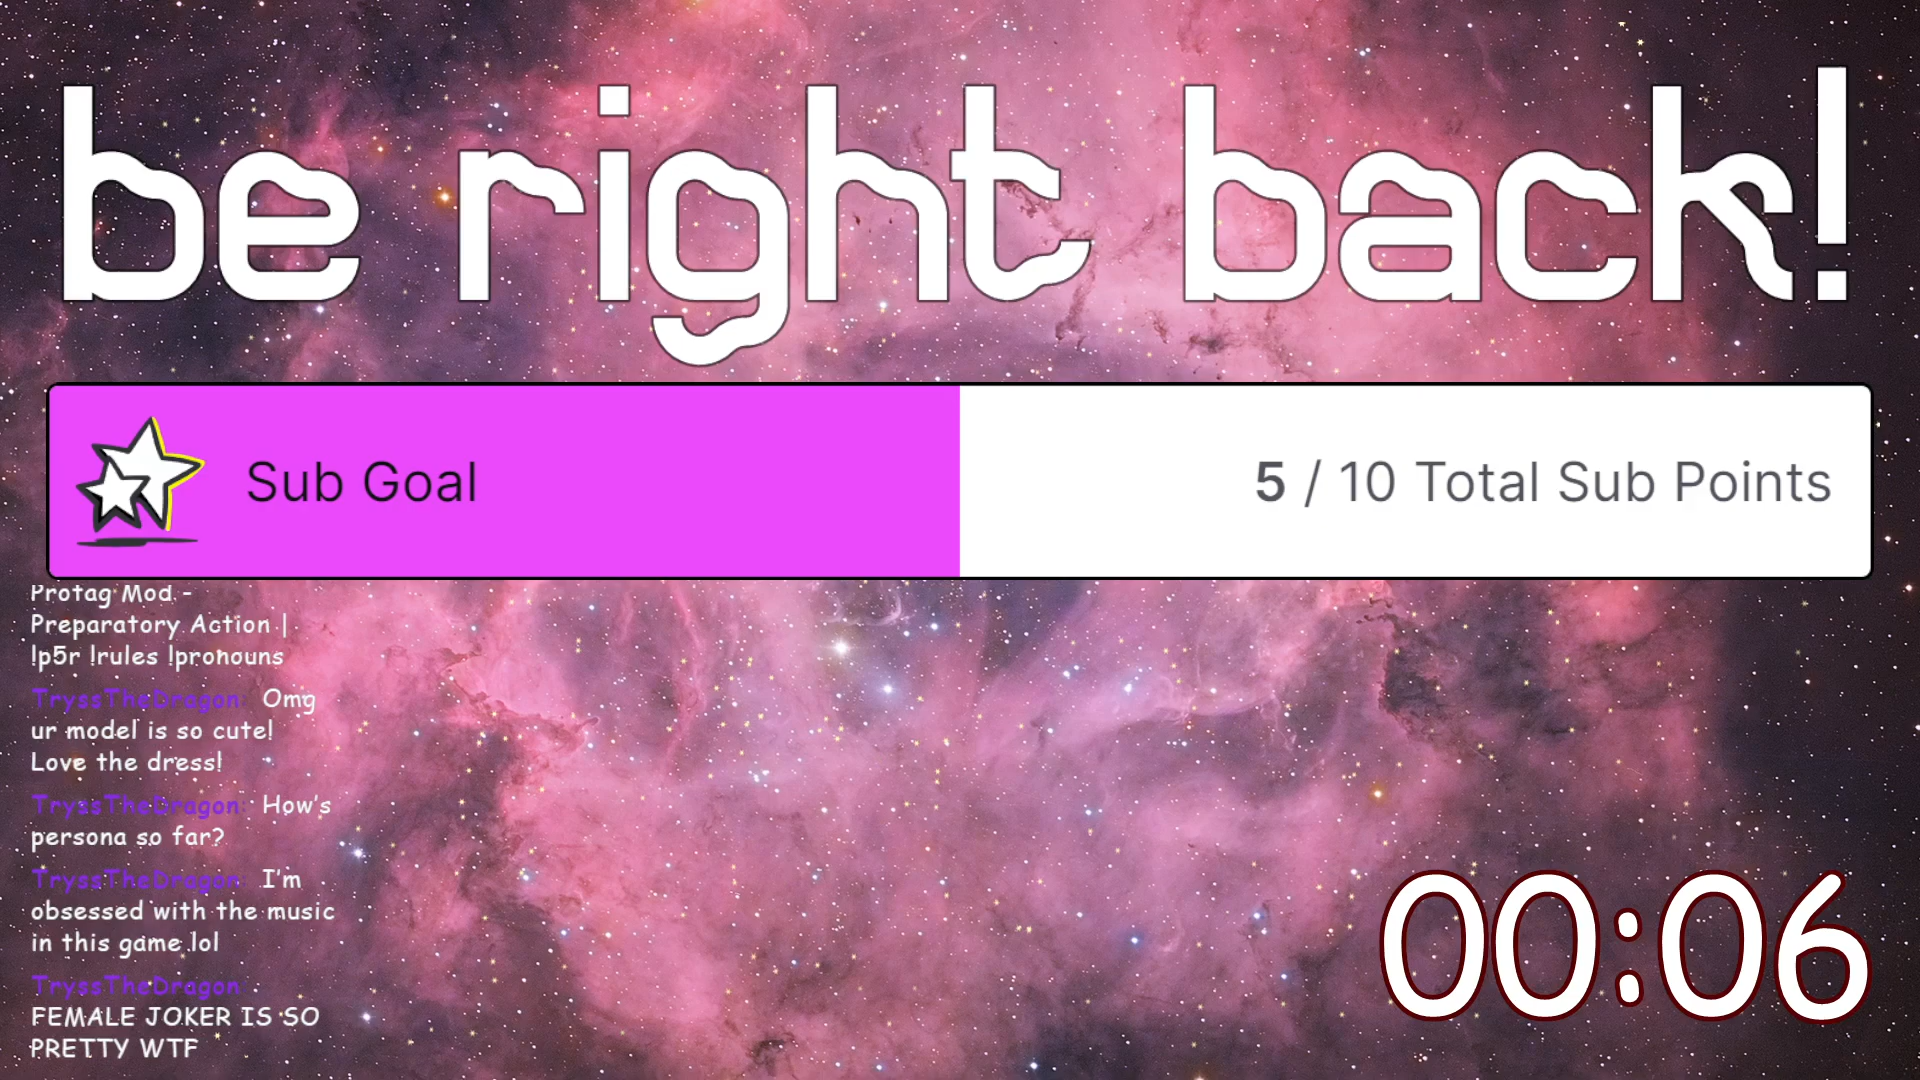 be right back!
Sub Goal
5 / 10 Total Sub Points
Protag Mod -
Preparatory Action |
!p5r !rules !pronouns
TryssTheDragon: Omg
ur model is so cute!
Love the dress!
TryssTheDragon: How's
persona so far?
TryssTheDragon: I'm
obsessed with the music
in this game lol
TryssTheDragon:
FEMALE JOKER IS SO
PRETTY WTF
00:06